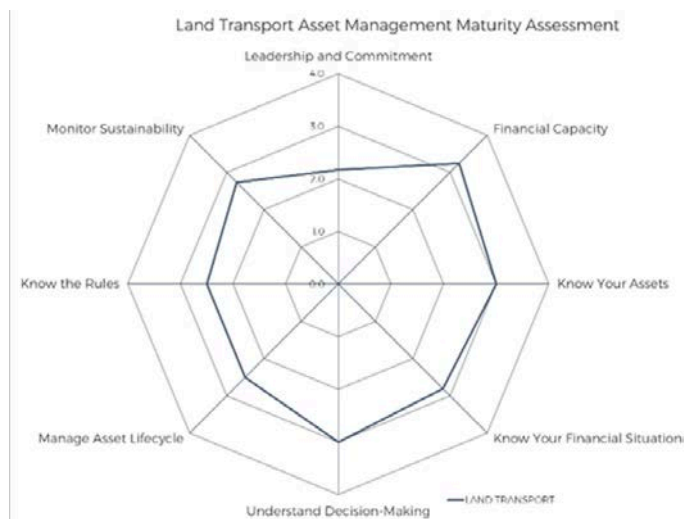 Land Transport Asset Management Maturity Assessment
Leadership and Commitment
4.0
Monitor Sustainability
Financial Capacity
3.0
2.0
1.0
Know the Rules
0.0
Know Your Assets
Manage Asset Lifecycle
Know Your Financial Situation
LAND TRANSPORT
Understand Decision-Making